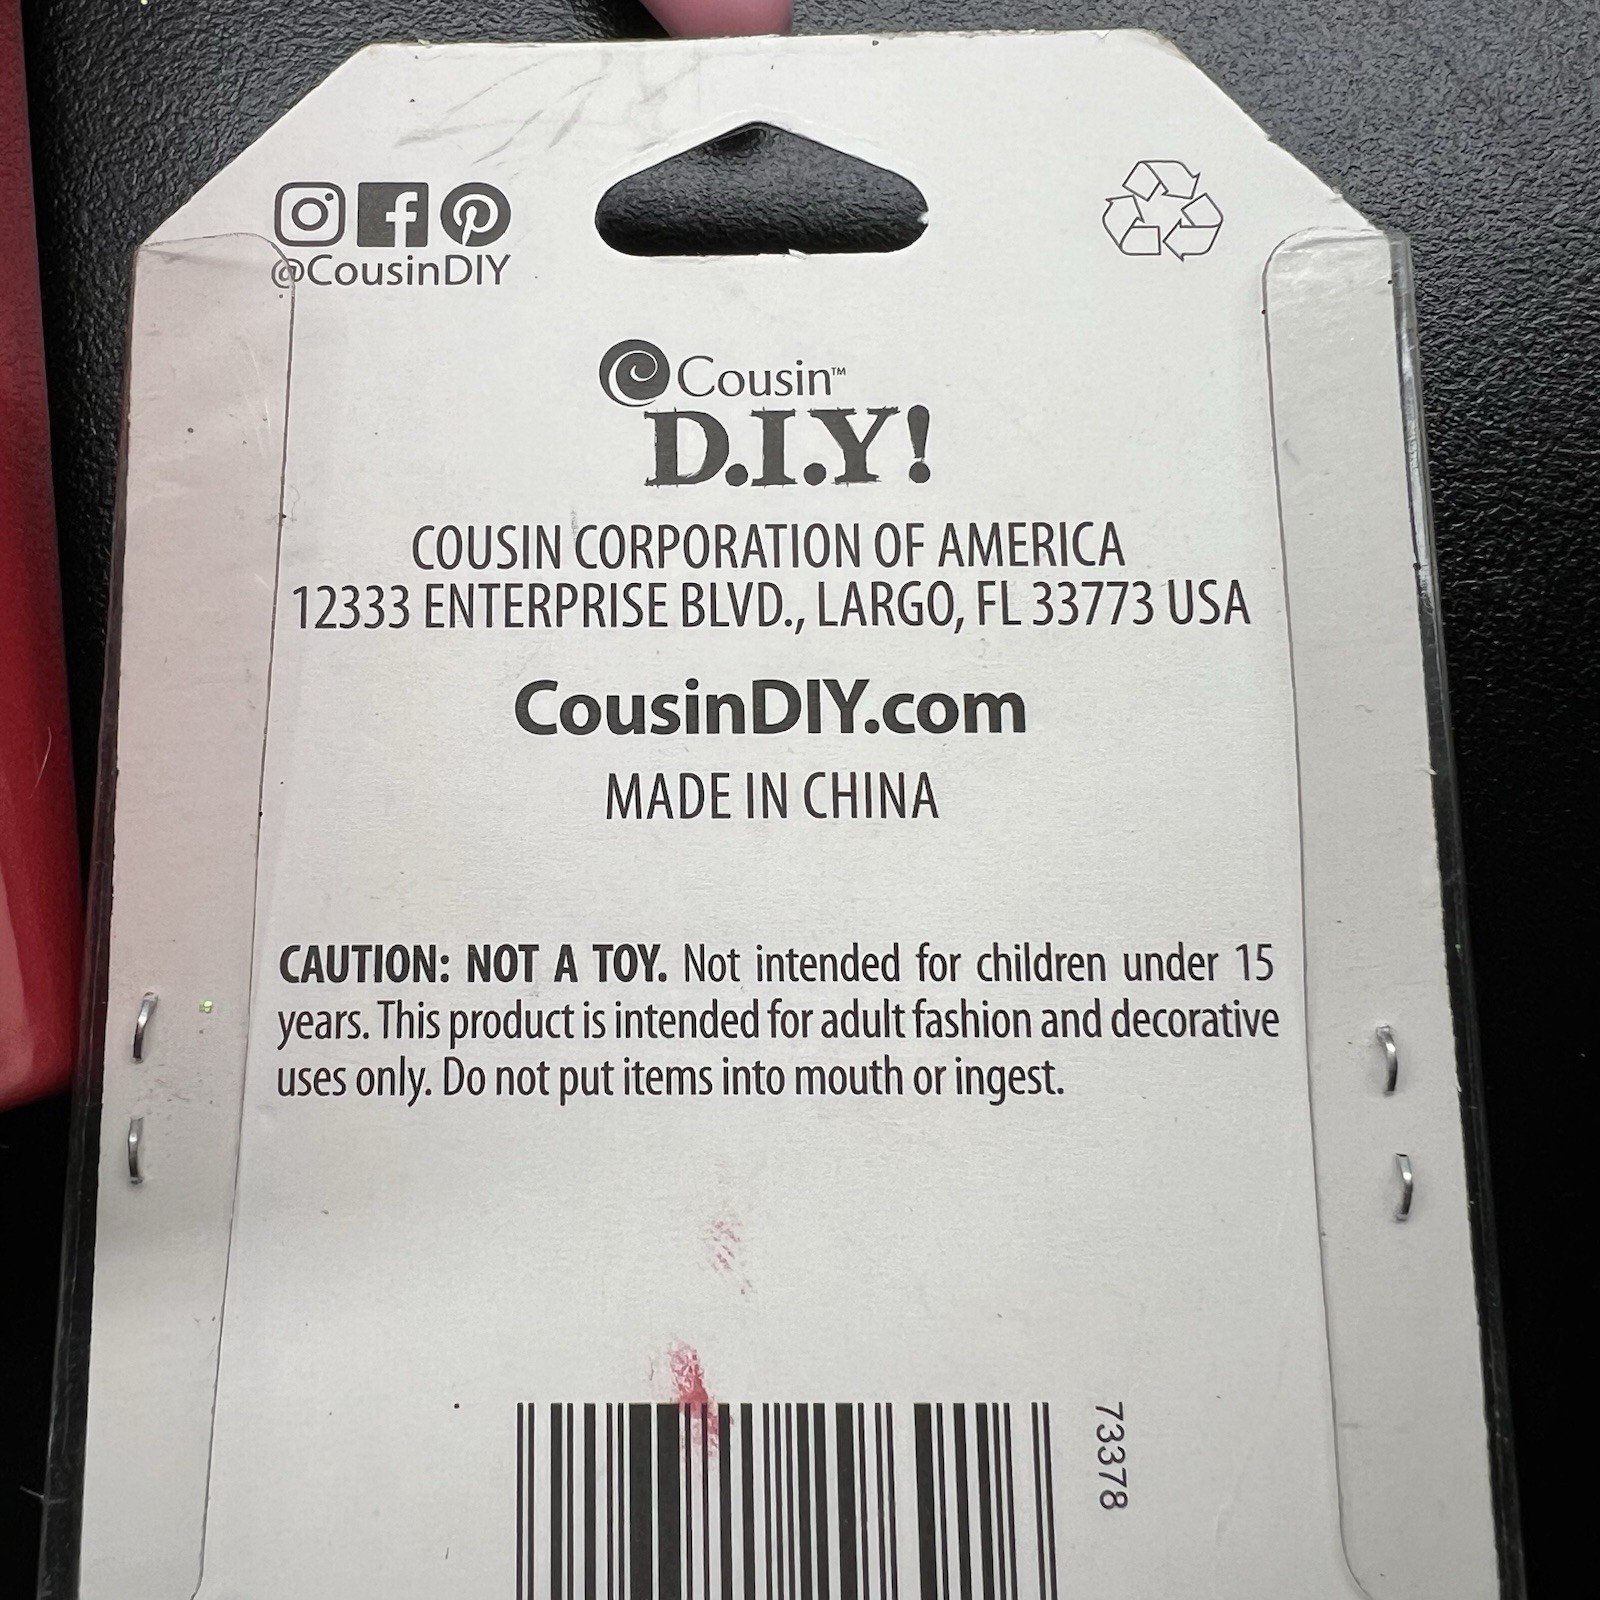 @CousinDIY
Cousin™
D.I.Y!
COUSIN CORPORATION OF AMERICA
12333 ENTERPRISE BLVD., LARGO, FL 33773 USA
CousinDIY.com
MADE IN CHINA
CAUTION: NOT A TOY. Not intended for children under 15
years. This product is intended for adult fashion and decorative
uses only. Do not put items into mouth or ingest.
73378